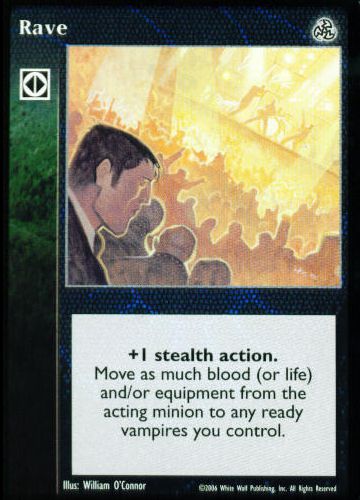 Rave
+1 stealth action.
Move as much blood (or life)
and/or equipment from the
acting minion to any ready
vampires you control.
Illus: William O'Connor
©2006 White Wolf Publishing, Inc. All Rights Reserved